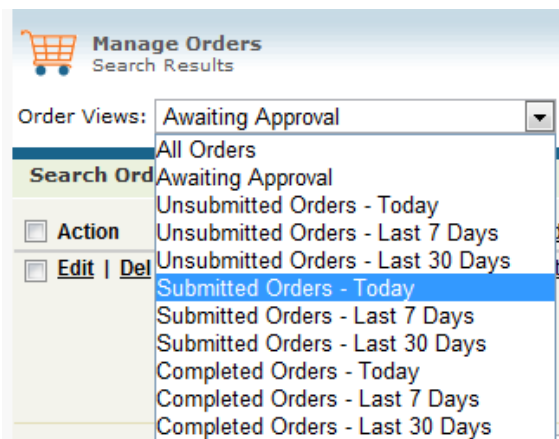 Manage Orders
Search Results
Order Views: Awaiting Approval
All Orders
Search Ord
Awaiting Approval
Unsubmitted Orders - Today
Action
Unsubmitted Orders - Last 7 Days
Unsubmitted Orders - Last 30 Days
Edit | Del
Submitted Orders - Today
Submitted Orders - Last 7 Days
Submitted Orders - Last 30 Days
Completed Orders - Today
Completed Orders - Last 7 Days
Completed Orders - Last 30 Days